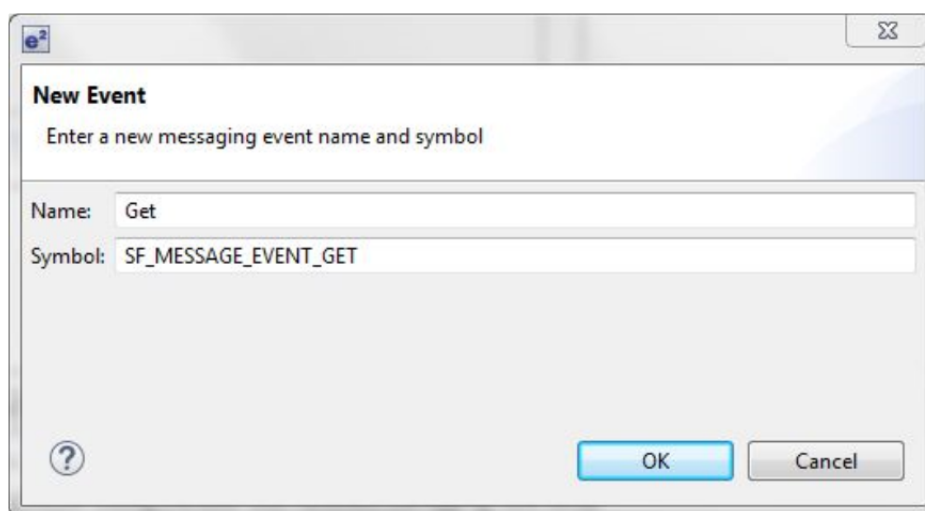 e²
New Event
Enter a new messaging event name and symbol
Name: Get
Symbol: SF_MESSAGE_EVENT_GET
?
OK Cancel